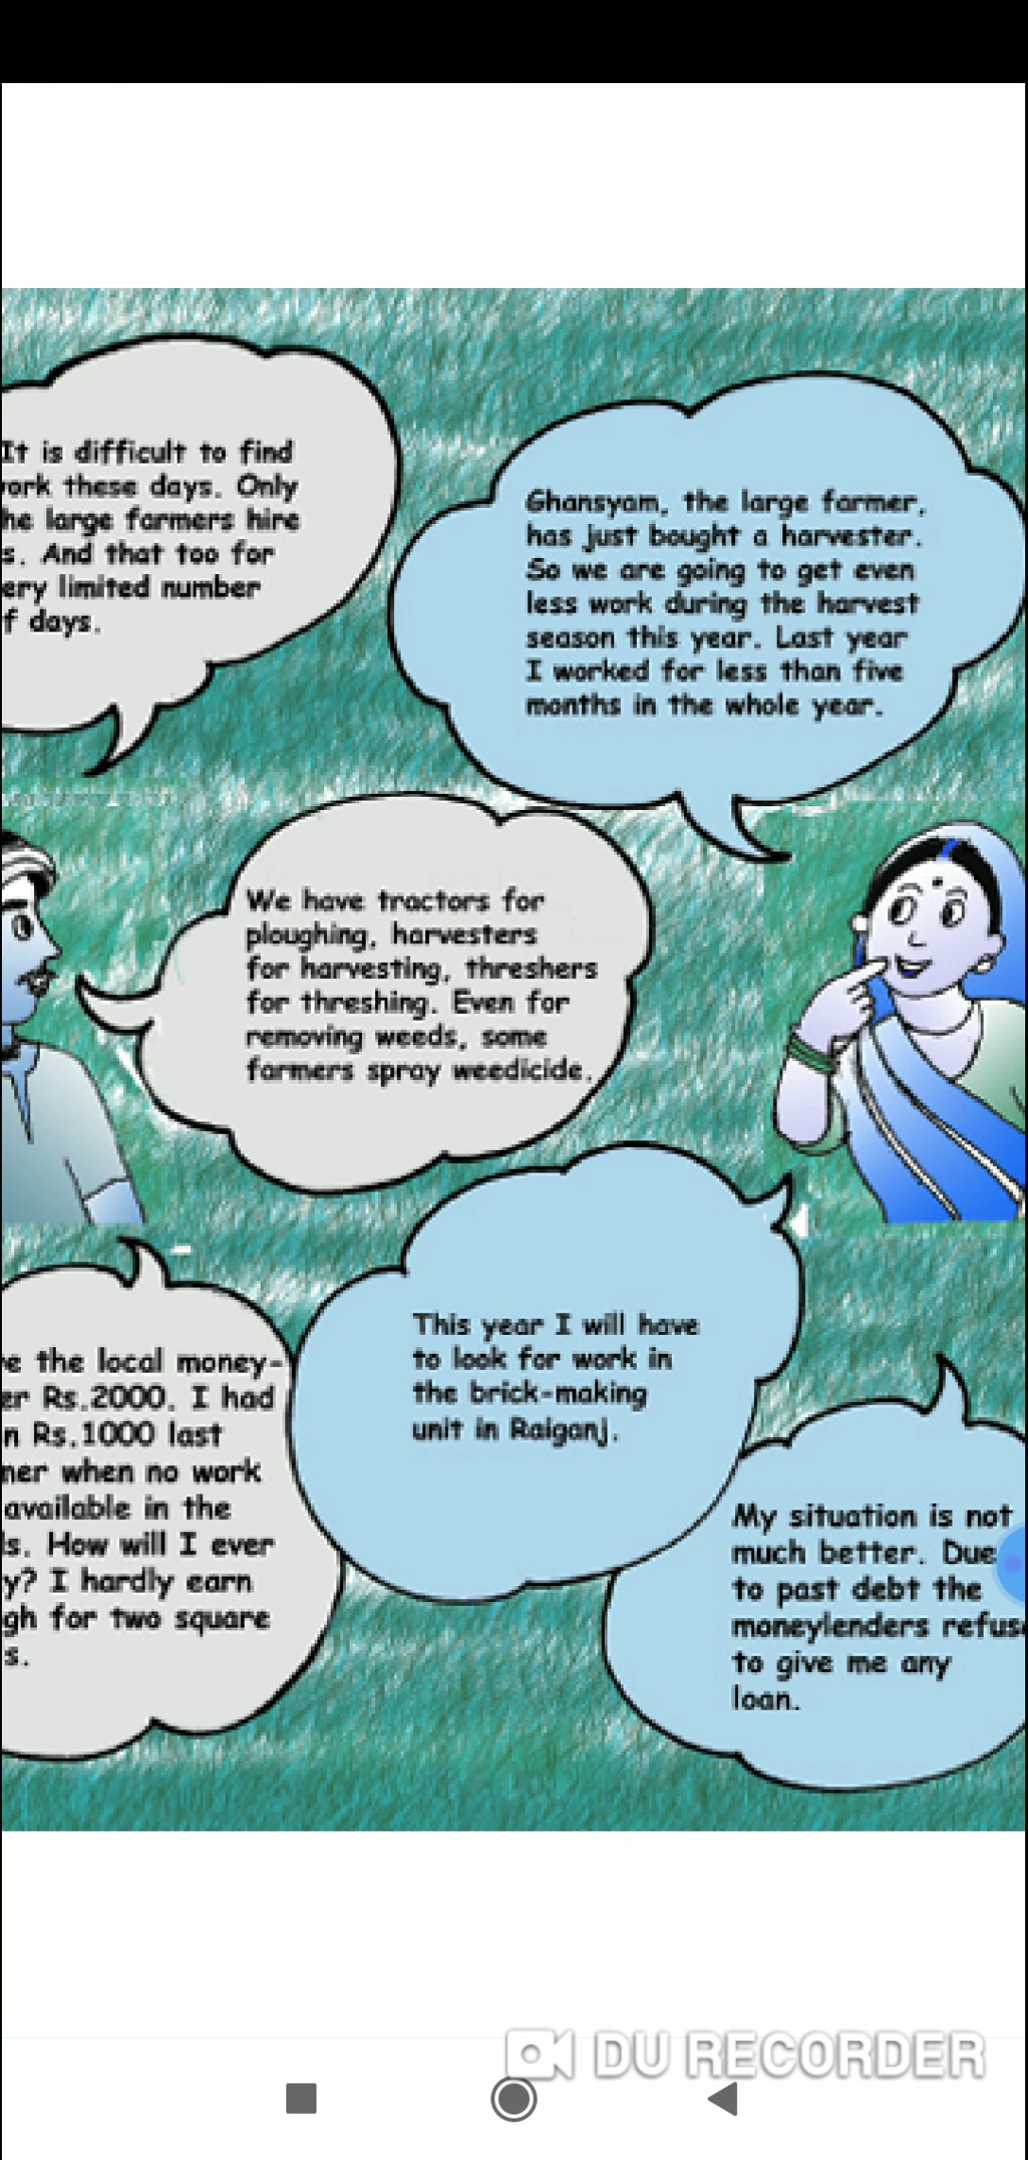 It is difficult to find
these days. Only
large farmers hire
And that too for
limited number
days.
Ghansyam, the large farmer,
has just bought a harvester.
So we are going to get even
less work during the harvest
season this year. Last year
I worked for less than five
months in the whole year.
We have tractors for
ploughing, harvesters
for harvesting, threshers
for threshing. Even for
removing weeds, some
farmers spray weedicide.
This year I will have
to look for work in
the brick-making
unit in Raiganj.
the local money-
Rs.2000. I had
Rs.1000 last
when no work
available in the
How will I ever
I hardly earn
for two square
My situation is not
much better. Due
to past debt the
moneylenders refuse
to give me any
loan.
DU RECORDER